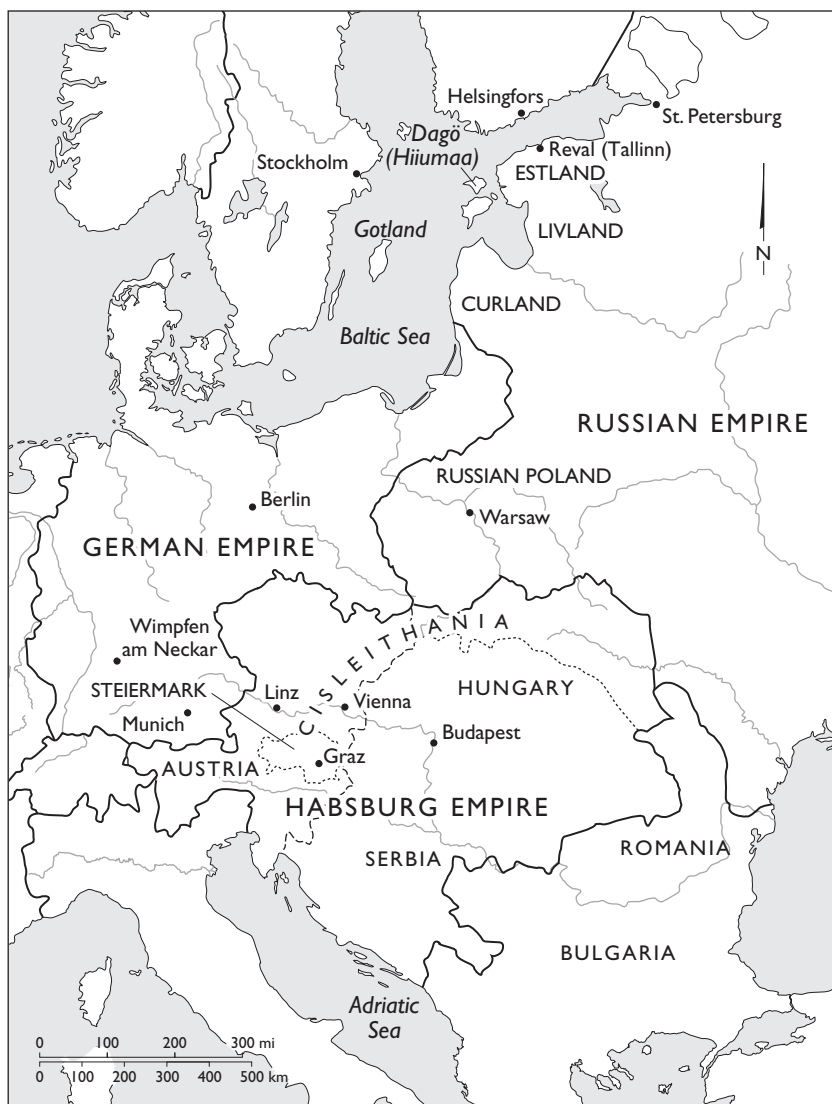 Helsingfors
St. Petersburg
Dagö
(Hiiumaa)
Reval (Tallinn)
Stockholm
ESTLAND
Gotland
LIVLAND
N
CURLAND
Baltic Sea
RUSSIAN EMPIRE
RUSSIAN POLAND
Berlin
Warsaw
GERMAN EMPIRE
Wimpfen
am Neckar
CISLEITHANIA
STEIERMARK
Linz
Vienna
HUNGARY
Munich
Budapest
Graz
AUSTRIA
HABSBURG EMPIRE
SERBIA
ROMANIA
BULGARIA
Adriatic
Sea
0 100 200 300 mi
0 100 200 300 400 500 km